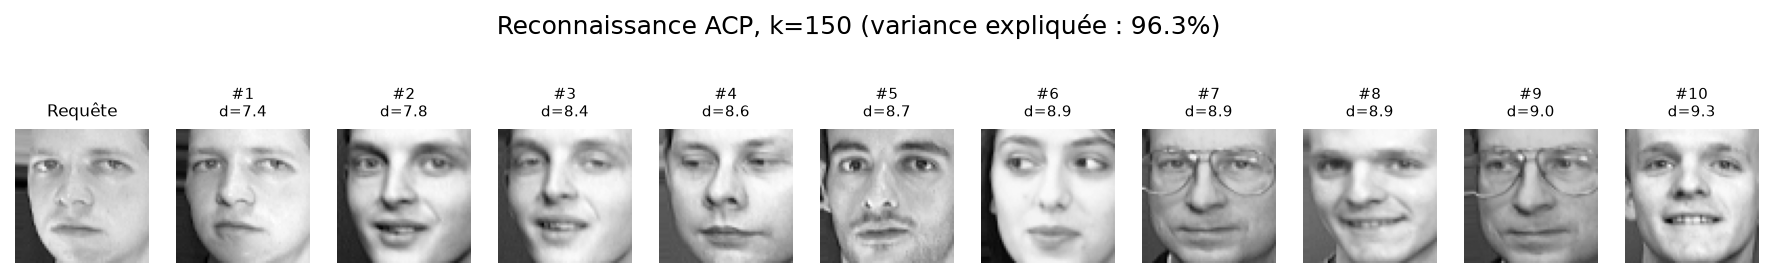 Reconnaissance ACP, k=150 (variance expliquée : 96.3%)
Requête
#1
d=7.4
#2
d=7.8
#3
d=8.4
#4
d=8.6
#5
d=8.7
#6
d=8.9
#7
d=8.9
#8
d=8.9
#9
d=9.0
#10
d=9.3